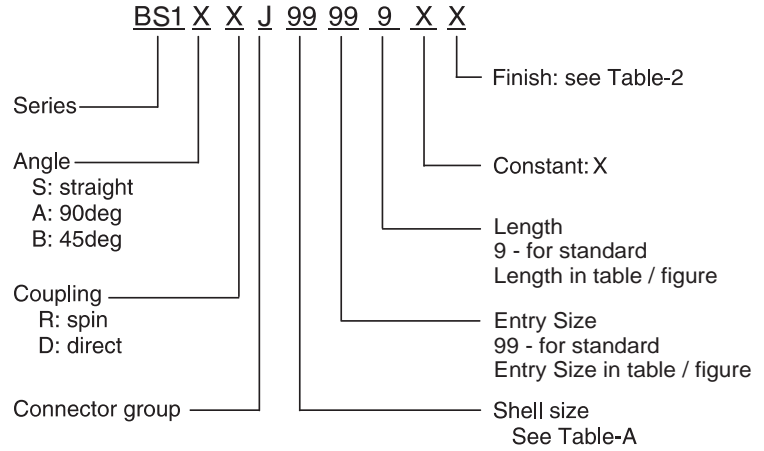 BS1 X X J 99 99 9 X X
Series
Angle
S: straight
A: 90deg
B: 45deg
Coupling
R: spin
D: direct
Connector group
Finish: see Table-2
Constant: X
Length
9 - for standard
Length in table / figure
Entry Size
99 - for standard
Entry Size in table / figure
Shell size
See Table-A